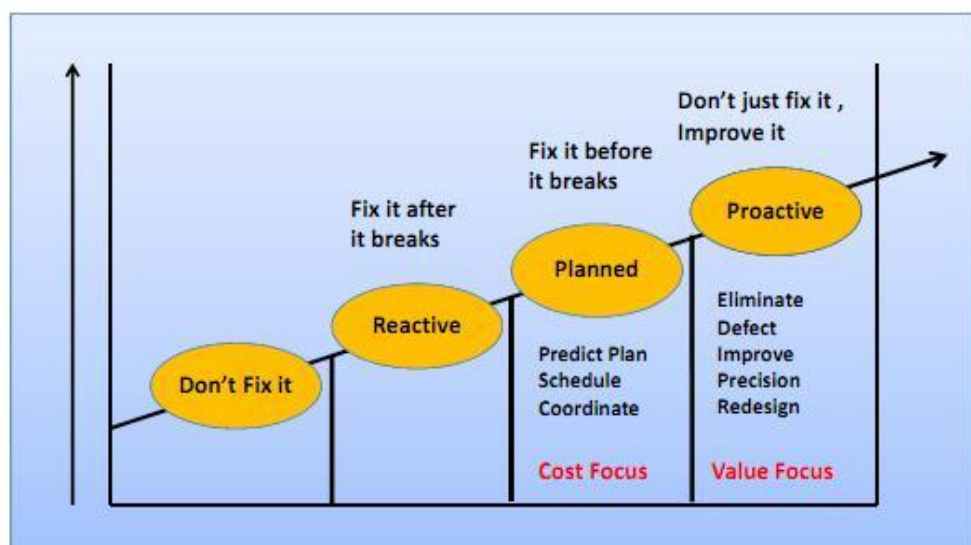 Don't just fix it ,
Improve it
Fix it before
it breaks
Fix it after
it breaks
Proactive
Planned
Reactive
Don't Fix it
Eliminate
Defect
Improve
Precision
Redesign
Predict Plan
Schedule
Coordinate
Cost Focus
Value Focus